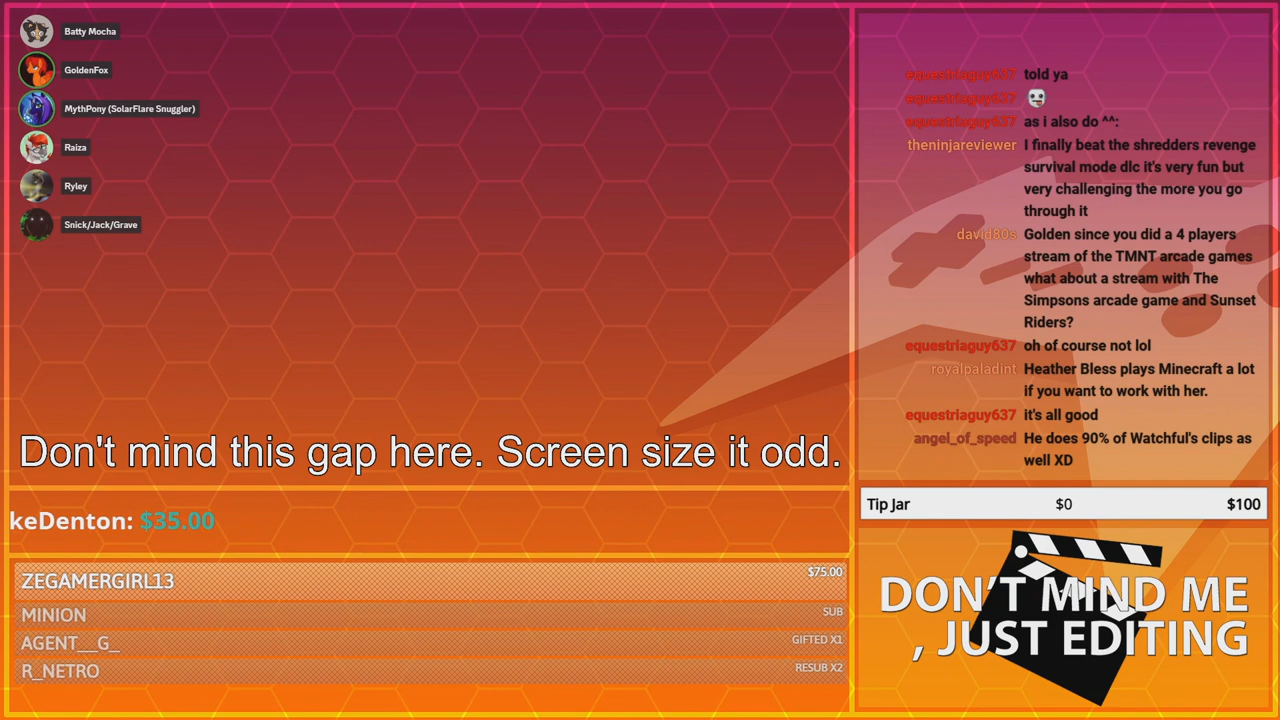 Batty Mocha
GoldenFox
MythPony (SolarFlare Snuggler)
Raiza
Ryley
Snick/Jack/Grave
Don't mind this gap here. Screen size it odd.
keDenton: $35.00
ZEGAMERGIRL13 $75.00
MINION SUB
AGENT__G_ GIFTED X1
R_NETRO RESUB X2
equestriaguy637 told ya
equestriaguy637
equestriaguy637 as i also do ^^:
theninjareviewer I finally beat the shredders revenge
survival mode dlc it's very fun but
very challenging the more you go
through it
david80s Golden since you did a 4 players
stream of the TMNT arcade games
what about a stream with The
Simpsons arcade game and Sunset
Riders?
equestriaguy637 oh of course not lol
royalpaladint Heather Bless plays Minecraft a lot
if you want to work with her.
equestriaguy637 it's all good
angel_of_speed He does 90% of Watchful's clips as
well XD
Tip Jar $0 $100
DON'T MIND ME
, JUST EDITING